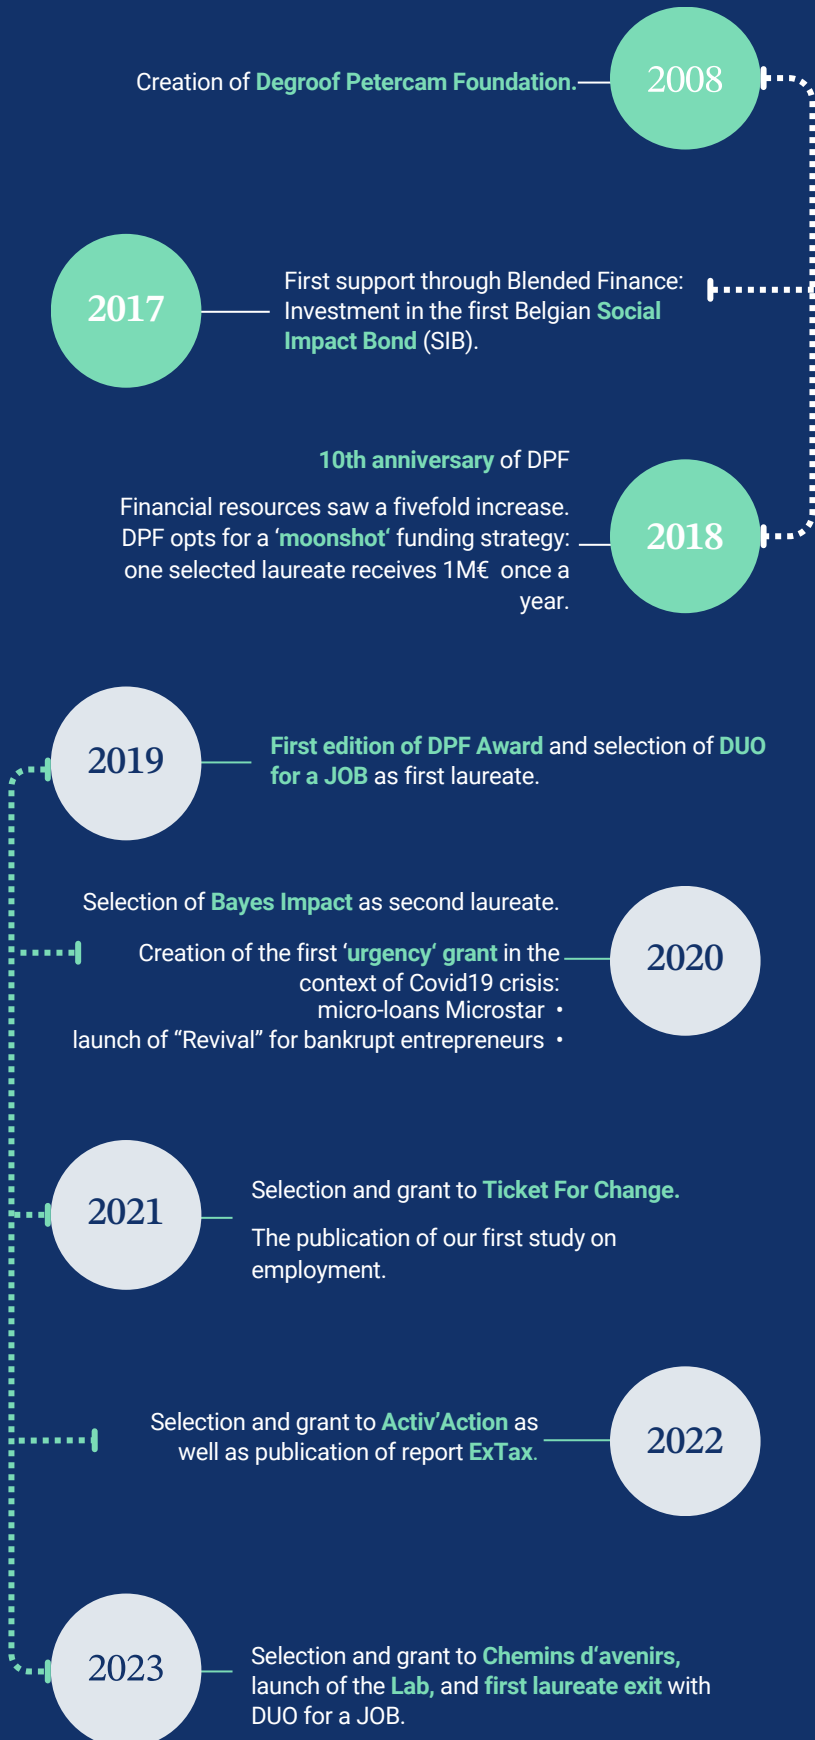 Creation of Degroof Petercam Foundation.
2008
2017
First support through Blended Finance:
Investment in the first Belgian Social
Impact Bond (SIB).
10th anniversary of DPF
Financial resources saw a fivefold increase.
DPF opts for a ‘moonshot‘ funding strategy:
one selected laureate receives 1M€ once a
year.
2018
2019
First edition of DPF Award and selection of DUO
for a JOB as first laureate.
Selection of Bayes Impact as second laureate.
Creation of the first ‘urgency‘ grant in the
context of Covid19 crisis:
micro-loans Microstar •
launch of “Revival” for bankrupt entrepreneurs •
2020
2021
Selection and grant to Ticket For Change.
The publication of our first study on
employment.
Selection and grant to Activ’Action as
well as publication of report ExTax.
2022
2023
Selection and grant to Chemins d‘avenirs,
launch of the Lab, and first laureate exit with
DUO for a JOB.